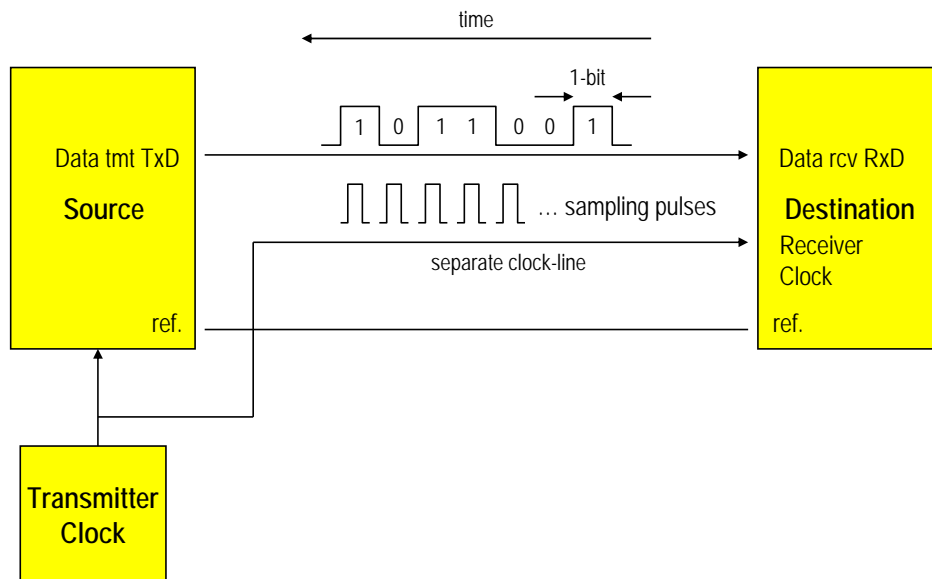 time
1-bit
1 0 1 1 0 0 1
Data tmt TxD
Data rcv RxD
Source
... sampling pulses
Destination
separate clock-line
Receiver
Clock
ref.
ref.
Transmitter
Clock